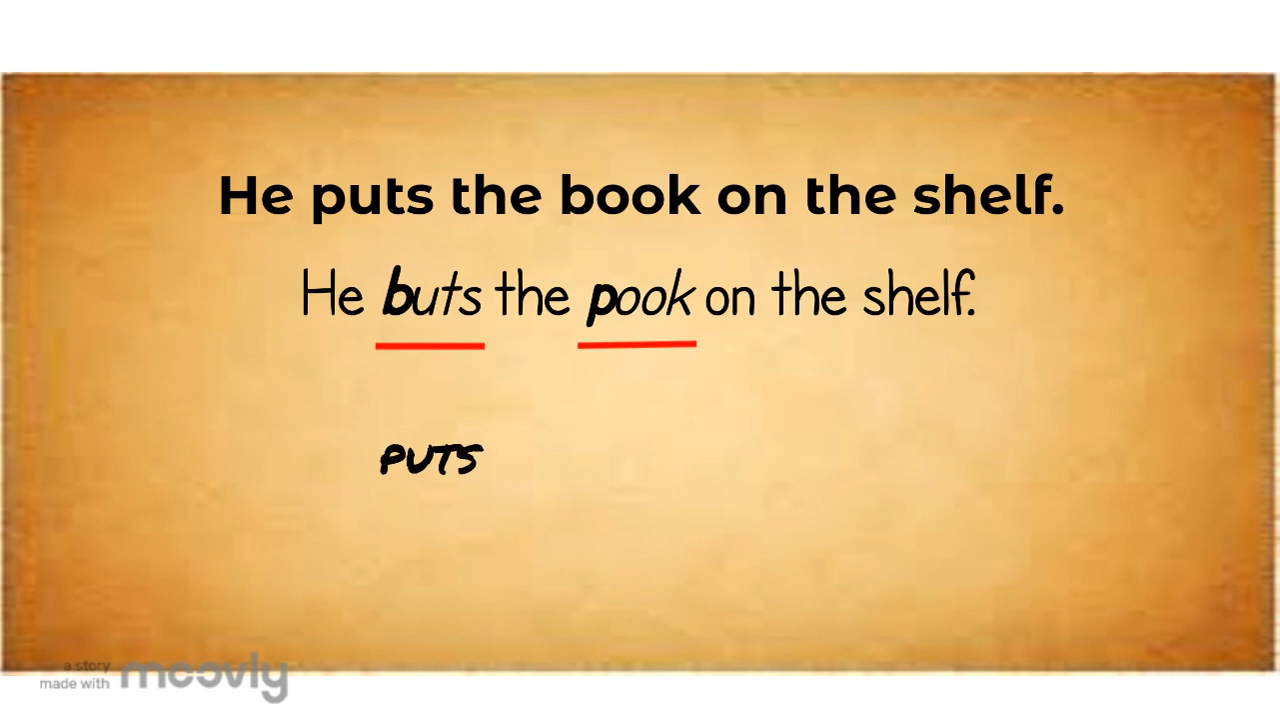 He puts the book on the shelf.
He buts the pook on the shelf.
PUTS
a story
made with moovly